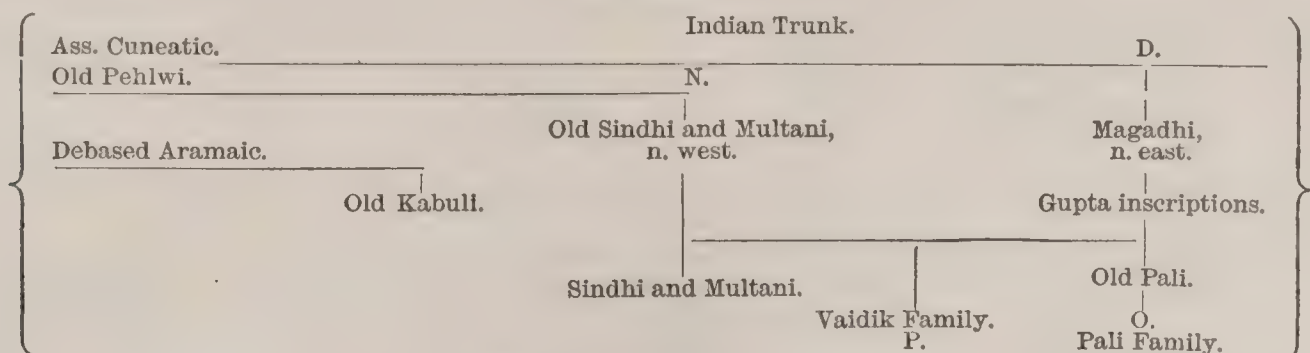 Indian Trunk.
Ass. Cuneatic. D.
Old Pehlwi. N.
Old Sindhi and Multani, Magadhi,
n. west. n. east.
Debased Aramaic.
Old Kabuli. Gupta inscriptions.
Old Pali.
Sindhi and Multani.
Vaidik Family. O.
P. Pali Family.